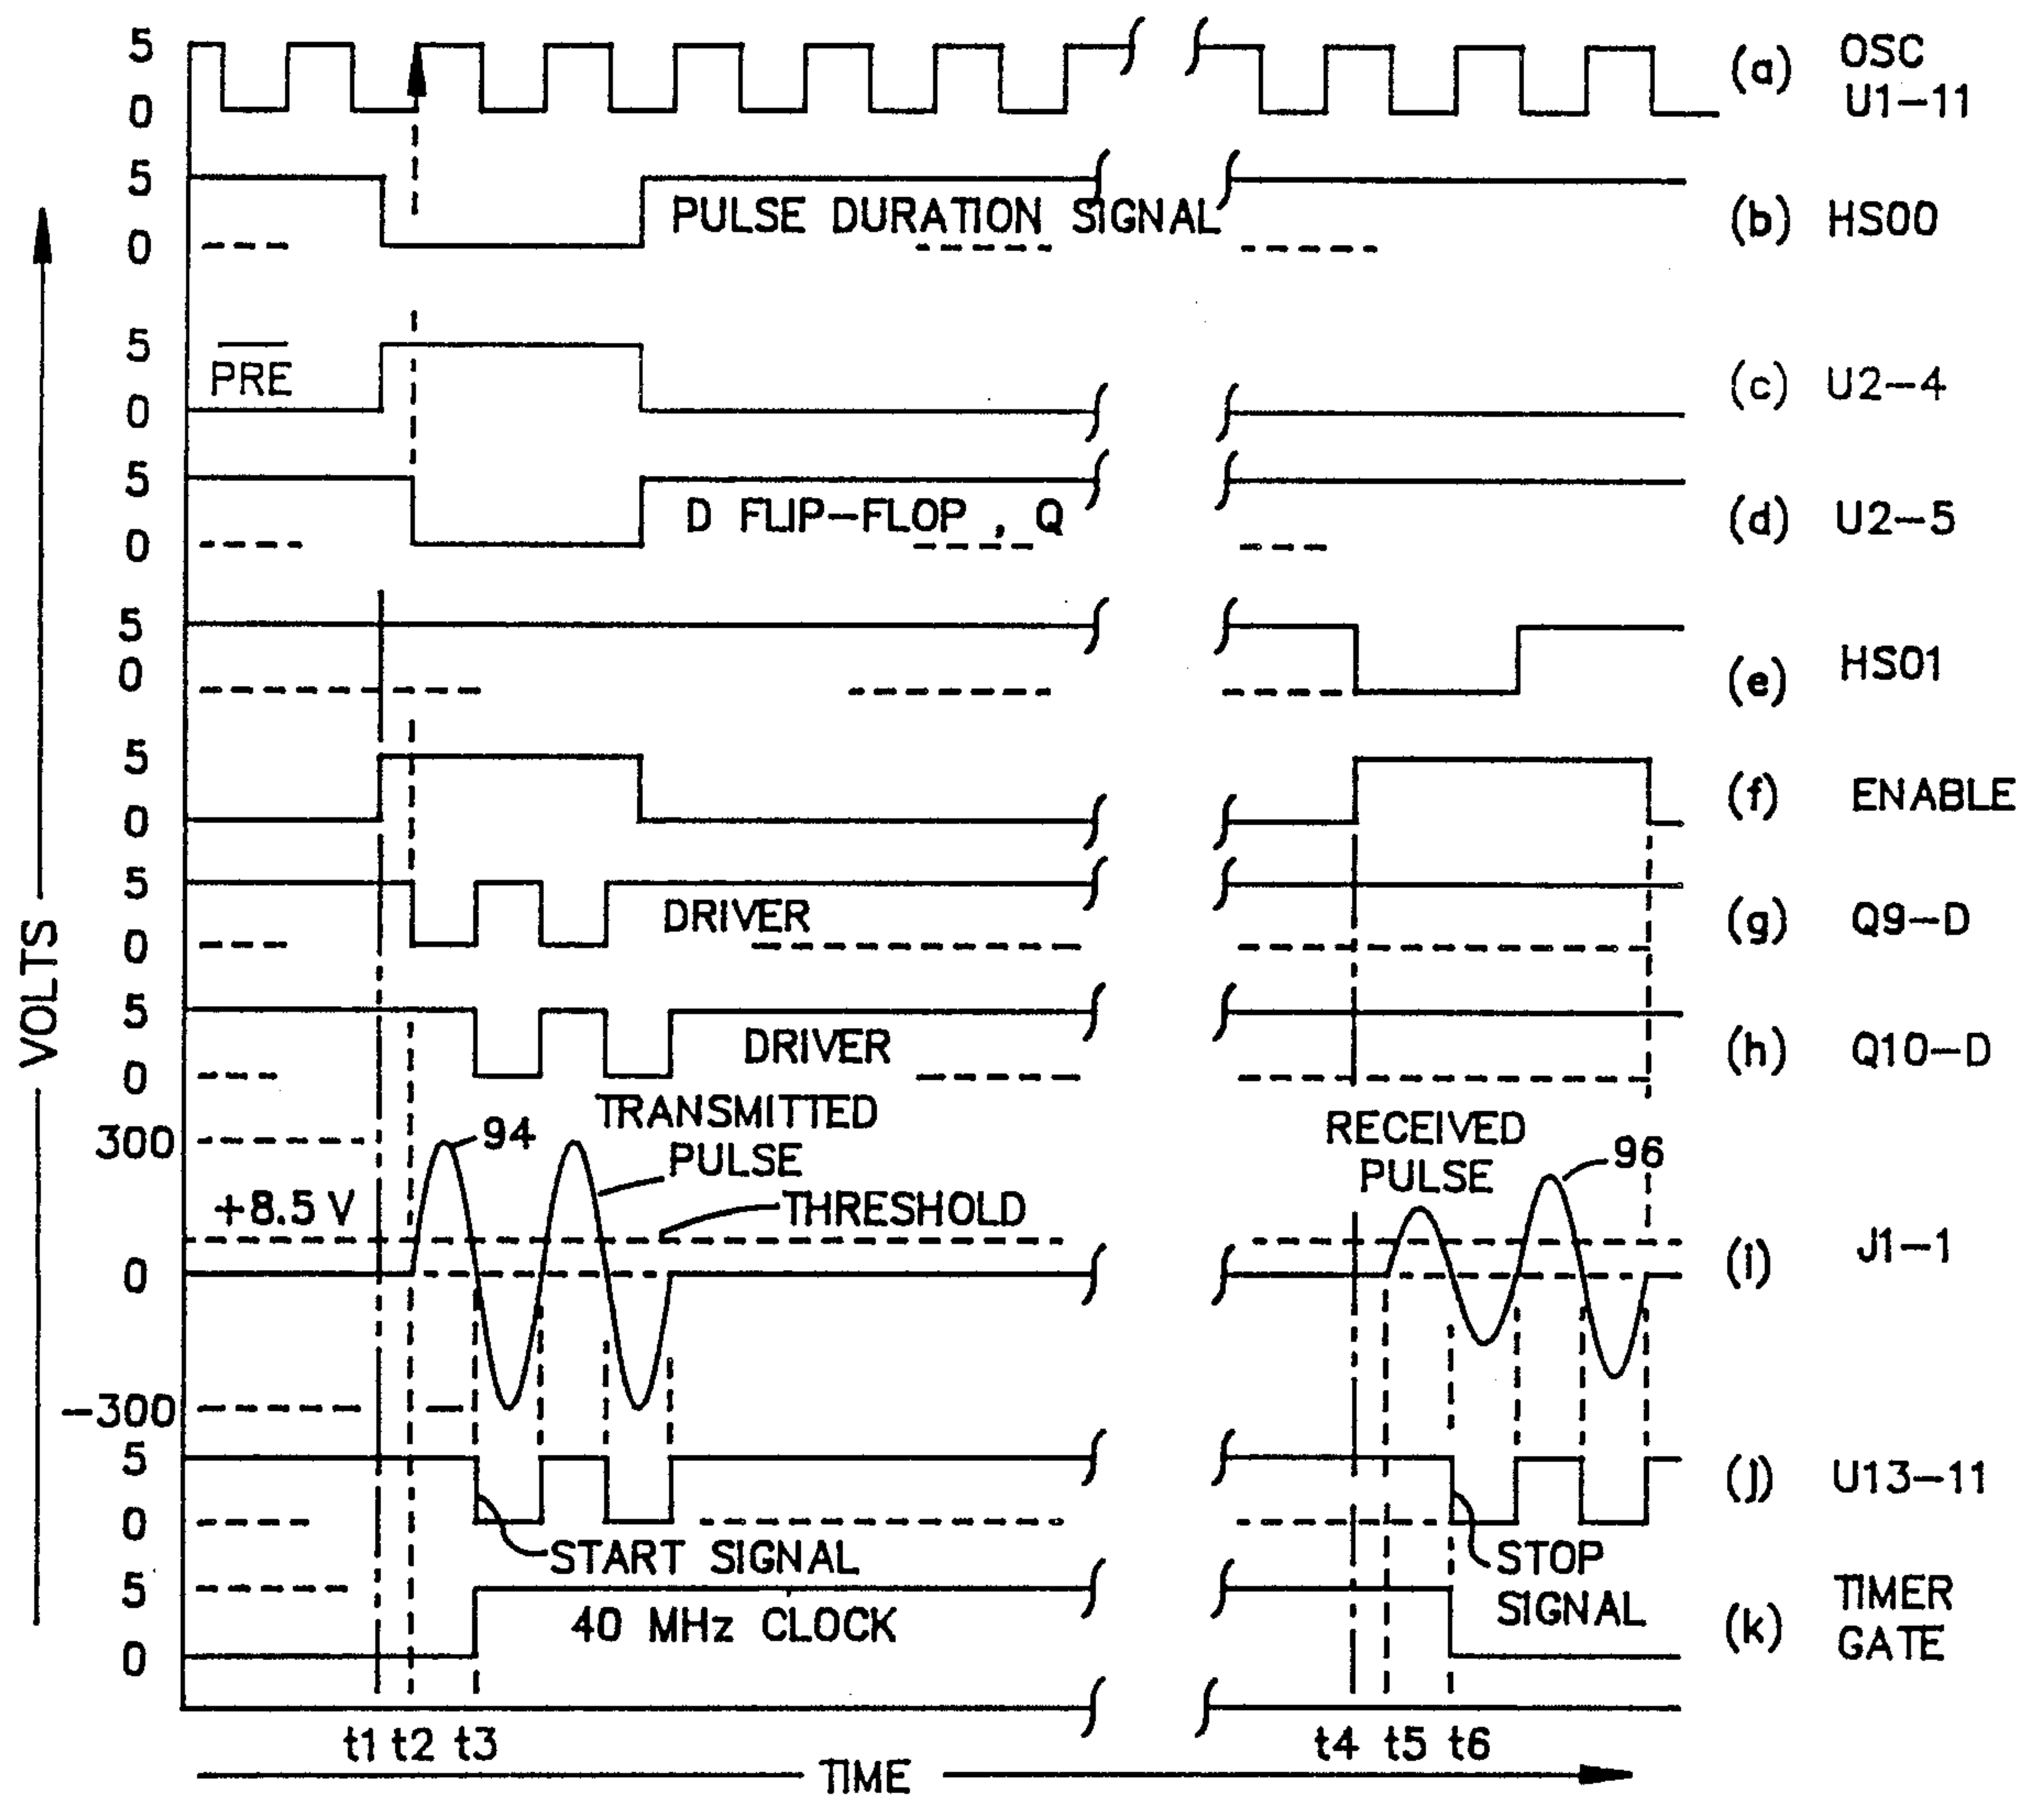 5
0
(a) OSC
U1-11
5
0
PULSE DURATION SIGNAL
(b) HS00
5
0
PRE
(c) U2-4
5
0
D FLIP-FLOP , Q
(d) U2-5
5
0
(e) HS01
5
0
(f) ENABLE
5
0
DRIVER
(g) Q9-D
5
0
DRIVER
(h) Q10-D
VOLTS
300
94
TRANSMITTED
PULSE
+8.5 V
THRESHOLD
RECEIVED
PULSE
96
0
-300
(i) J1-1
5
0
START SIGNAL
STOP
SIGNAL
(j) U13-11
5
0
40 MHz CLOCK
(k) TIMER
GATE
t1 t2 t3 t4 t5 t6
TIME